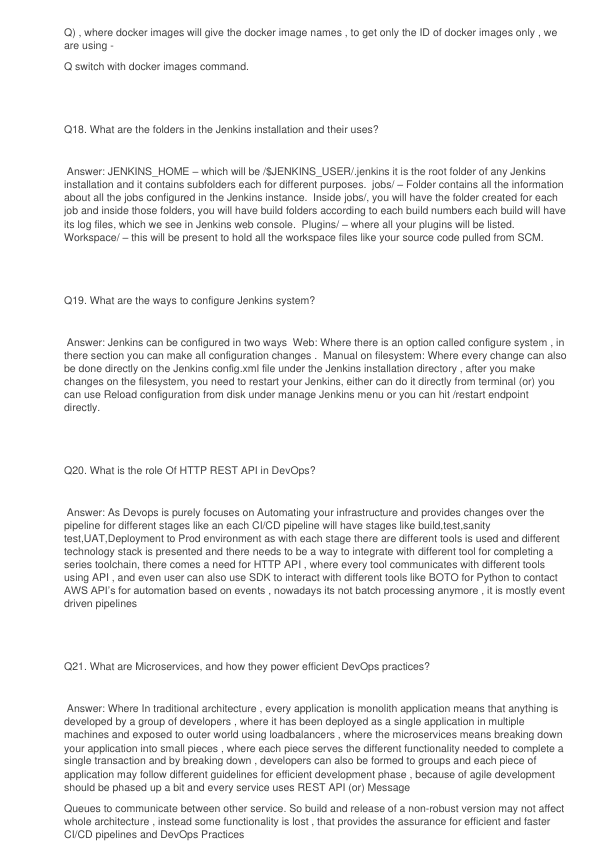 Q) , where docker images will give the docker image names , to get only the ID of docker images only , we
are using -
Q switch with docker images command.
Q18. What are the folders in the Jenkins installation and their uses?
Answer: JENKINS_HOME – which will be /$JENKINS_USER/.jenkins it is the root folder of any Jenkins
installation and it contains subfolders each for different purposes.  jobs/ – Folder contains all the information
about all the jobs configured in the Jenkins instance.  Inside jobs/, you will have the folder created for each
job and inside those folders, you will have build folders according to each build numbers each build will have
its log files, which we see in Jenkins web console.  Plugins/ – where all your plugins will be listed.
Workspace/ – this will be present to hold all the workspace files like your source code pulled from SCM.
Q19. What are the ways to configure Jenkins system?
Answer: Jenkins can be configured in two ways  Web: Where there is an option called configure system , in
there section you can make all configuration changes .  Manual on filesystem: Where every change can also
be done directly on the Jenkins config.xml file under the Jenkins installation directory , after you make
changes on the filesystem, you need to restart your Jenkins, either can do it directly from terminal (or) you
can use Reload configuration from disk under manage Jenkins menu or you can hit /restart endpoint
directly.
Q20. What is the role Of HTTP REST API in DevOps?
Answer: As Devops is purely focuses on Automating your infrastructure and provides changes over the
pipeline for different stages like an each CI/CD pipeline will have stages like build,test,sanity
test,UAT,Deployment to Prod environment as with each stage there are different tools is used and different
technology stack is presented and there needs to be a way to integrate with different tool for completing a
series toolchain, there comes a need for HTTP API , where every tool communicates with different tools
using API , and even user can also use SDK to interact with different tools like BOTO for Python to contact
AWS API's for automation based on events , nowadays its not batch processing anymore , it is mostly event
driven pipelines
Q21. What are Microservices, and how they power efficient DevOps practices?
Answer: Where In traditional architecture , every application is monolith application means that anything is
developed by a group of developers , where it has been deployed as a single application in multiple
machines and exposed to outer world using loadbalancers , where the microservices means breaking down
your application into small pieces , where each piece serves the different functionality needed to complete a
single transaction and by breaking down , developers can also be formed to groups and each piece of
application may follow different guidelines for efficient development phase , because of agile development
should be phased up a bit and every service uses REST API (or) Message
Queues to communicate between other service. So build and release of a non-robust version may not affect
whole architecture , instead some functionality is lost , that provides the assurance for efficient and faster
CI/CD pipelines and DevOps Practices